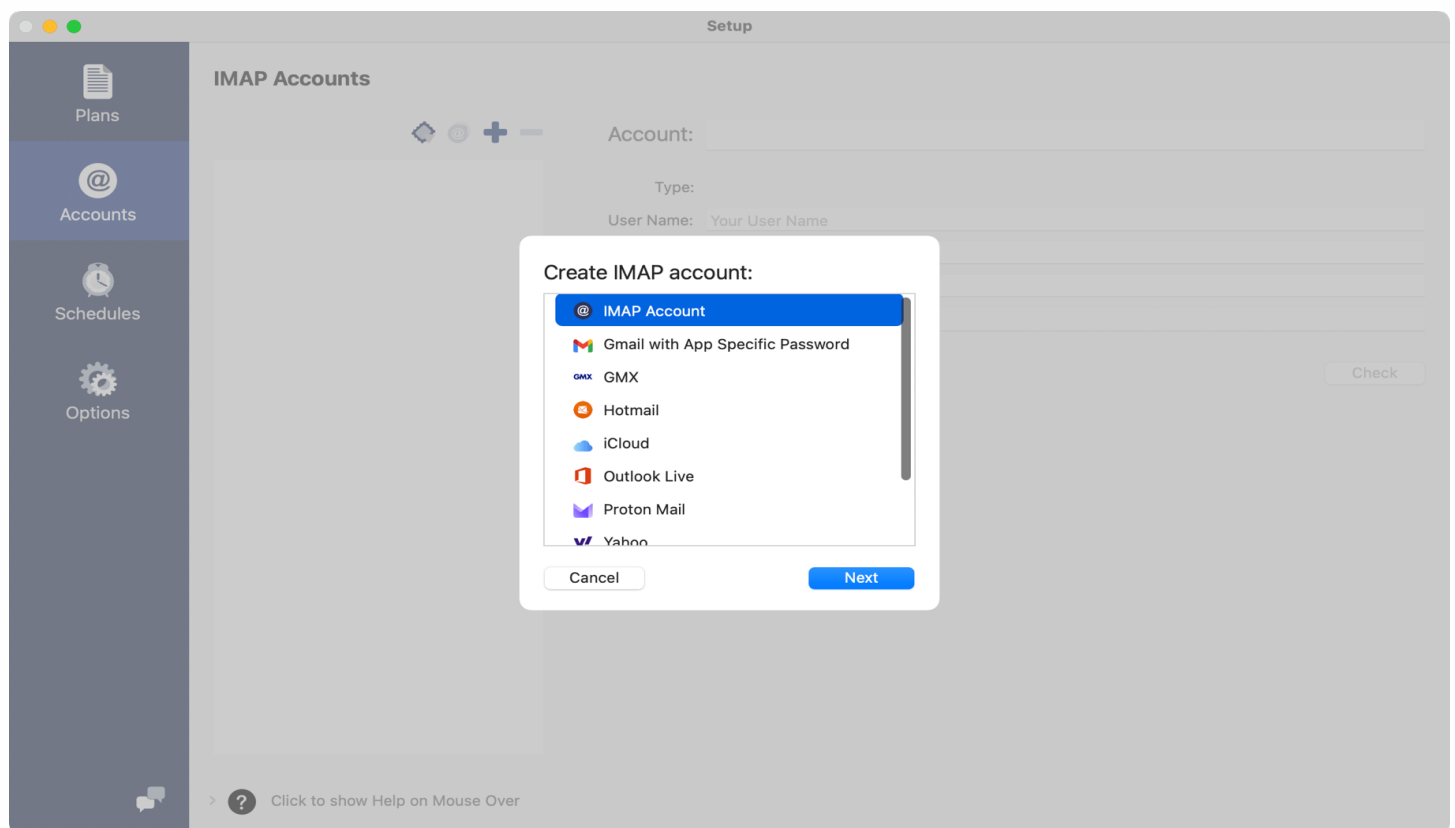 Setup
Plans
Accounts
Schedules
Options
IMAP Accounts
Account:
Type:
User Name: Your User Name
Check
Create IMAP account:
@ IMAP Account
Gmail with App Specific Password
GMX GMX
Hotmail
iCloud
Outlook Live
Proton Mail
Yahoo
Cancel Next
? Click to show Help on Mouse Over